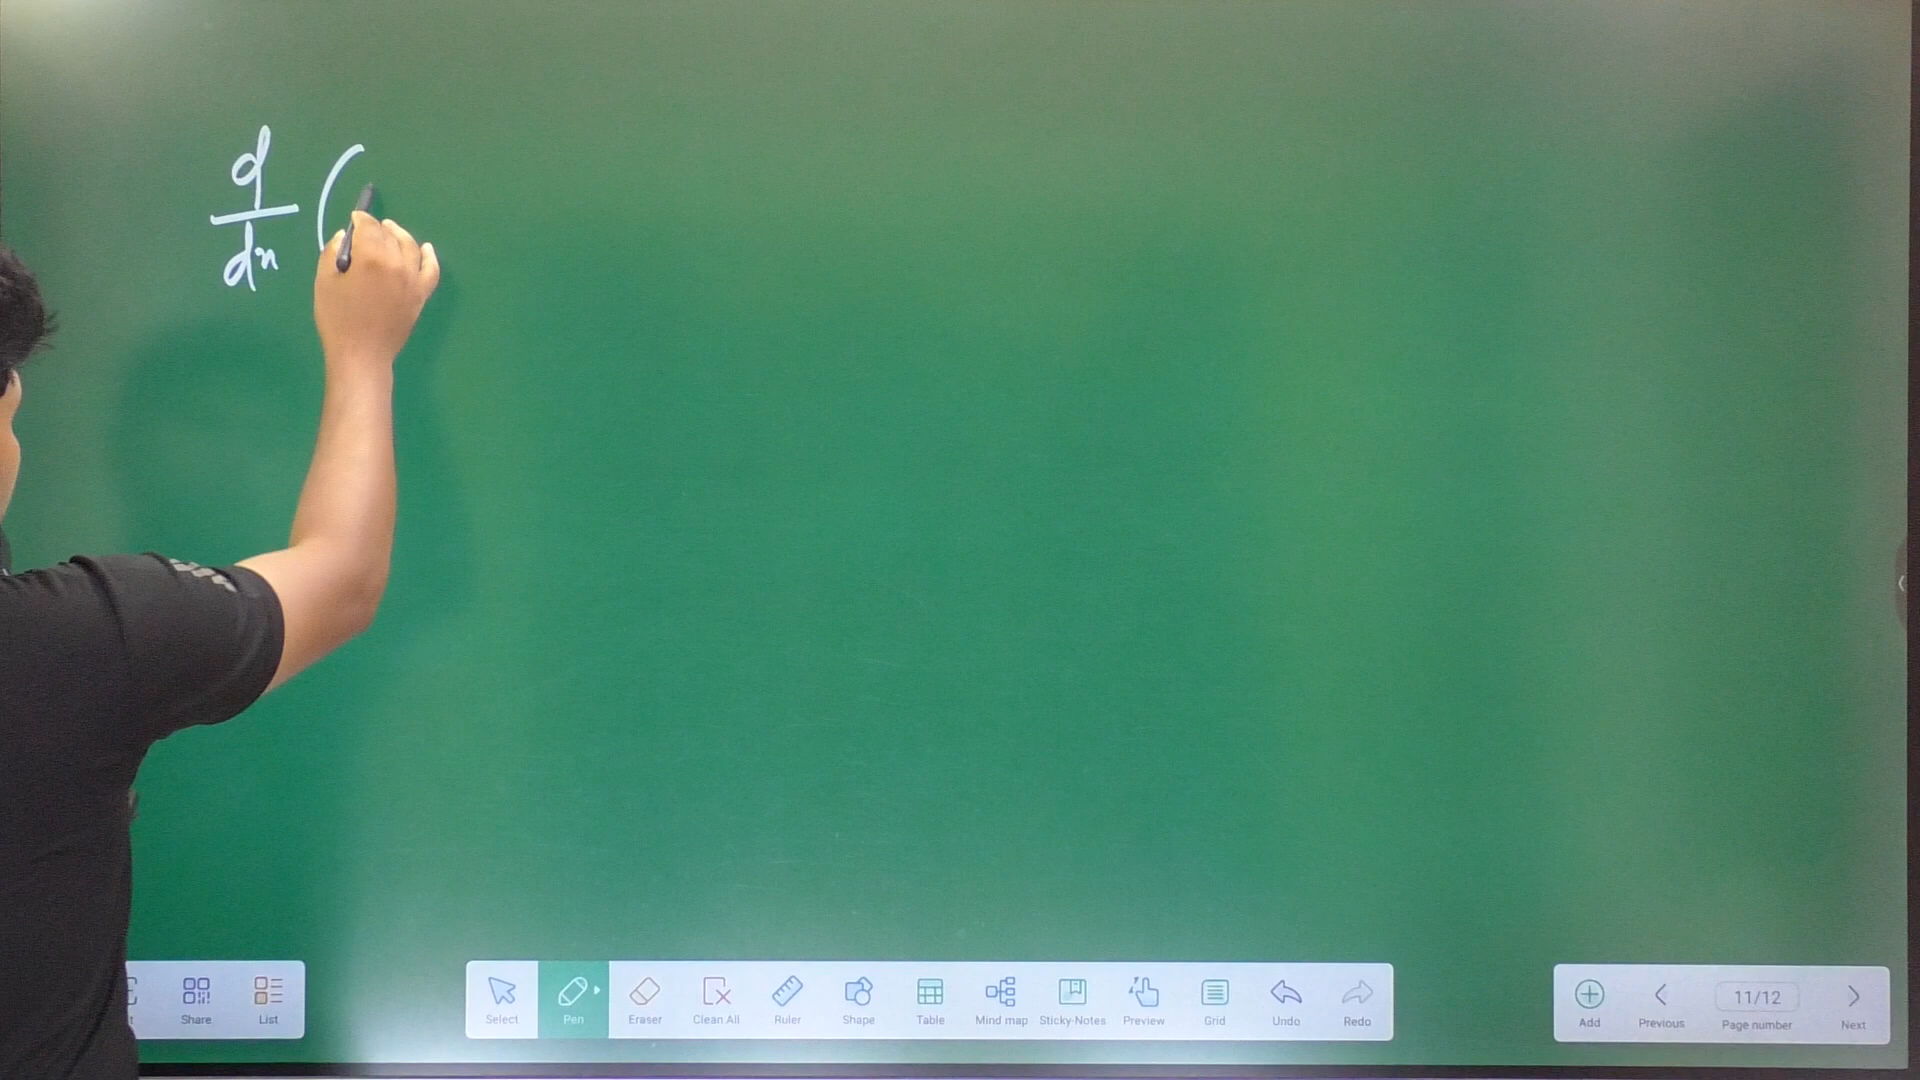 d
dx (
Share
List
Select
Pen
Eraser
Clean All
Ruler
Shape
Table
Mind map
Sticky-Notes
Preview
Grid
Undo
Redo
Add
Previous
11/12
Page number
Next